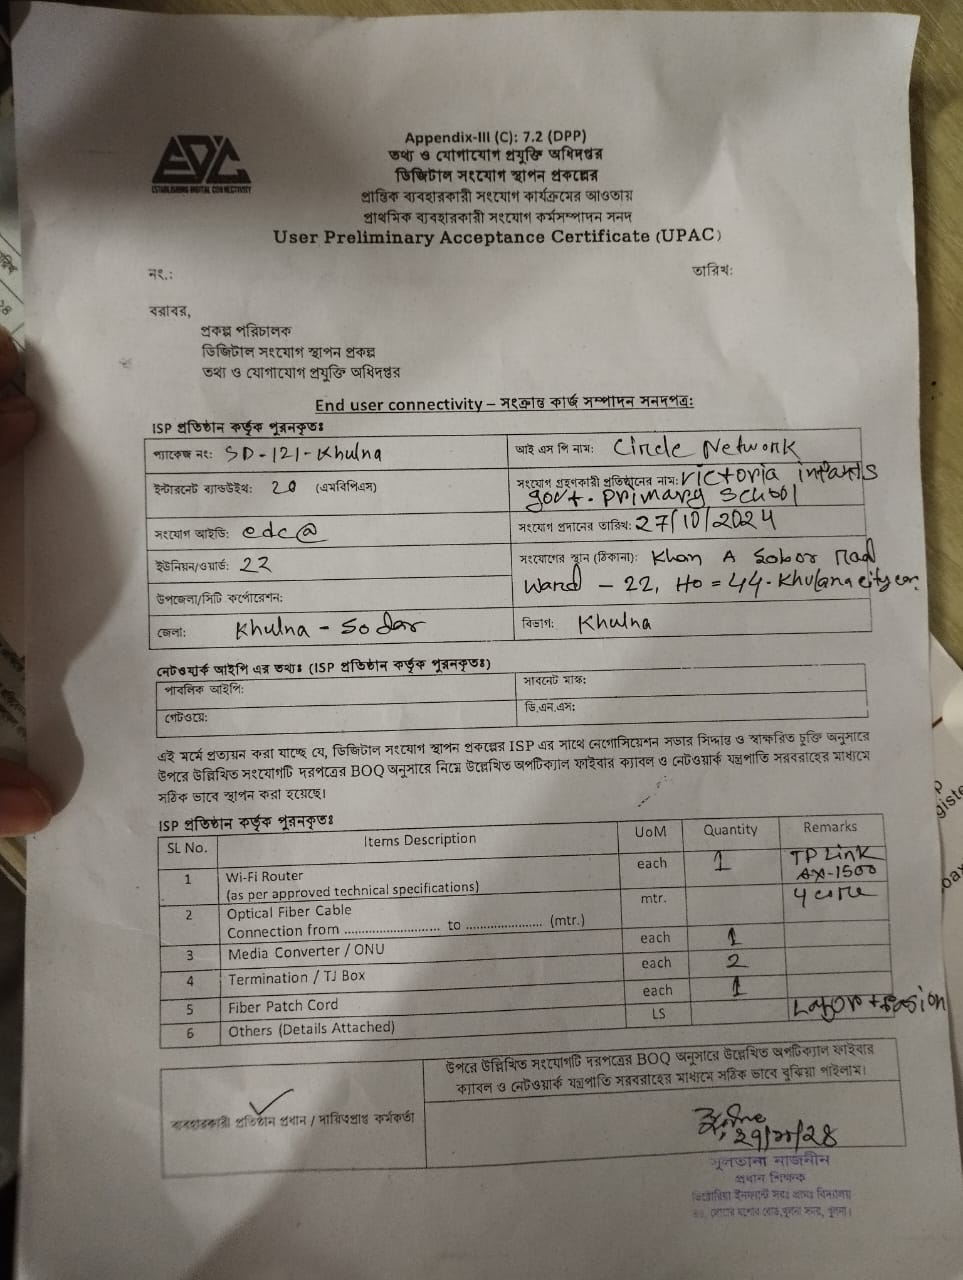 Appendix-III (C): 7.2 (DPP)
তথ্য ও যোগাযোগ প্রযুক্তি অধিদপ্তর
ডিজিটাল সংযোগ স্থাপন প্রকল্পের
প্রান্তিক ব্যবহারকারী সংযোগ কার্যক্রমের আওতায়
প্রাথমিক ব্যবহারকারী সংযোগ কর্মসম্পাদন সনদ
User Preliminary Acceptance Certificate (UPAC)
EDC
ESTABLISHING DIGITAL CONNECTIVITY
নং.: তারিখ:
বরাবর,
প্রকল্প পরিচালক
ডিজিটাল সংযোগ স্থাপন প্রকল্প
তথ্য ও যোগাযোগ প্রযুক্তি অধিদপ্তর
End user connectivity – সংক্রান্ত কার্জ সম্পাদন সনদপত্র:
ISP প্রতিষ্ঠান কর্তৃক পূরনকৃতঃ
প্যাকেজ নং: SD-121-Khulna আই এস পি নাম: Circle Network
ইন্টারনেট ব্যান্ডউইথ: 20 (এমবিপিএস) সংযোগ গ্রহণকারী প্রতিষ্ঠানের নাম: victoria infants
govt. primary school
সংযোগ আইডি: edc@ সংযোগ প্রদানের তারিখ: 27/10/2024
ইউনিয়ন/ওয়ার্ড: 22 সংযোগের স্থান (ঠিকানা): Khan A Sobor Rad
উপজেলা/সিটি কর্পোরেশন: Ward - 22, Ho = 44-Khulana city
জেলা: Khulna - Sodar বিভাগ: Khulna
নেটওয়ার্ক আইপি এর তথ্যঃ (ISP প্রতিষ্ঠান কর্তৃক পূরনকৃতঃ)
পাবলিক আইপি: সাবনেট মাস্ক:
গেটওয়ে: ডি.এন.এস:
এই মর্মে প্রত্যয়ন করা যাচ্ছে যে, ডিজিটাল সংযোগ স্থাপন প্রকল্পের ISP এর সাথে নেগোসিয়েশন সভার সিদ্ধান্ত ও স্বাক্ষরিত চুক্তি অনুসারে
উপরে উল্লিখিত সংযোগটি দরপত্রের BOQ অনুসারে নিম্নে উল্লেখিত অপটিক্যাল ফাইবার ক্যাবল ও নেটওয়ার্ক যন্ত্রপাতি সরবরাহের মাধ্যমে
সঠিক ভাবে স্থাপন করা হয়েছে।
ISP প্রতিষ্ঠান কর্তৃক পূরনকৃতঃ
SL No. Items Description UoM Quantity Remarks
1 Wi-Fi Router (as per approved technical specifications) each 1 TP Link AX-1500
2 Optical Fiber Cable mtr. 4 core
Connection from ............................ to ....................... (mtr.)
3 Media Converter / ONU each 1
4 Termination / TJ Box each 2
5 Fiber Patch Cord each 1
6 Others (Details Attached) LS
উপরে উল্লিখিত সংযোগটি দরপত্রের BOQ অনুসারে উল্লেখিত অপটিক্যাল ফাইবার
ক্যাবল ও নেটওয়ার্ক যন্ত্রপাতি সরবরাহের মাধ্যমে সঠিক ভাবে বুঝিয়া পাইলাম।
ব্যবহারকারী প্রতিষ্ঠান প্রধান / দায়িত্বপ্রাপ্ত কর্মকর্তা
সুলতানা নাজনীন
প্রধান শিক্ষক